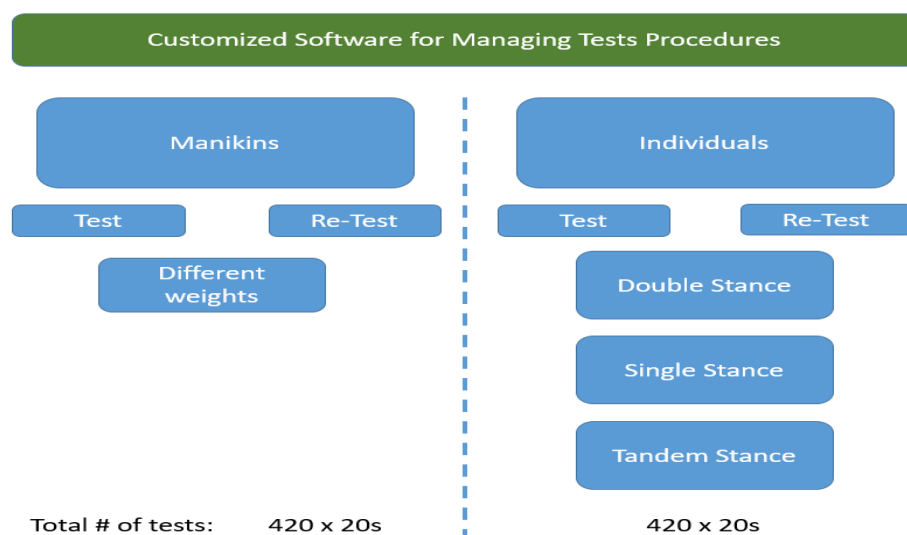 Customized Software for Managing Tests Procedures
Manikins
Individuals
Test
Re-Test
Test
Re-Test
Different
weights
Double Stance
Single Stance
Tandem Stance
Total # of tests: 420 x 20s 420 x 20s